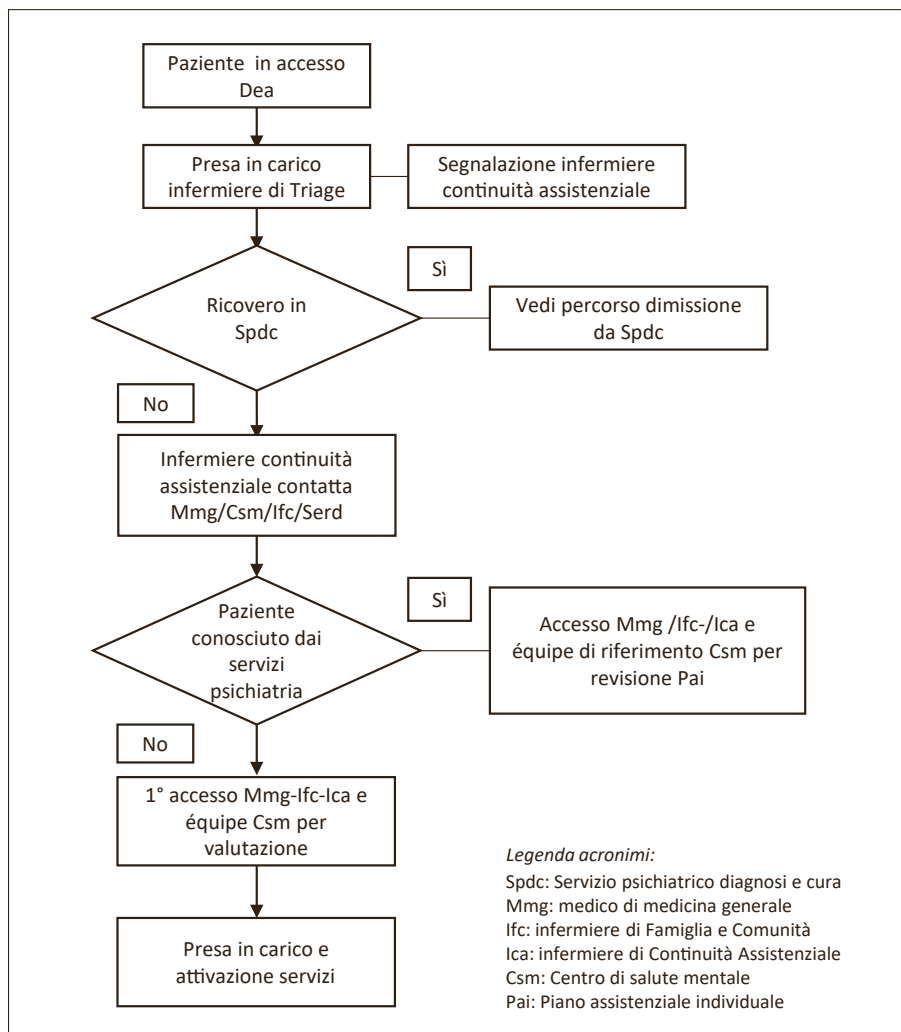 Paziente in accesso
Dea
Presa in carico
infermiere di Triage
Segnalazione infermiere
continuità assistenziale
Sì
Ricovero in
Spdc
Vedi percorso dimissione
da Spdc
No
Infermiere continuità
assistenziale contatta
Mmg/Csm/Ifc/Serd
Sì
Paziente
conosciuto dai
servizi
psichiatria
Accesso Mmg /Ifc-/Ica e
équipe di riferimento Csm per
revisione Pai
No
1° accesso Mmg-Ifc-Ica e
équipe Csm per
valutazione
Presa in carico e
attivazione servizi
Legenda acronimi:
Spdc: Servizio psichiatrico diagnosi e cura
Mmg: medico di medicina generale
Ifc: infermiere di Famiglia e Comunità
Ica: infermiere di Continuità Assistenziale
Csm: Centro di salute mentale
Pai: Piano assistenziale individuale